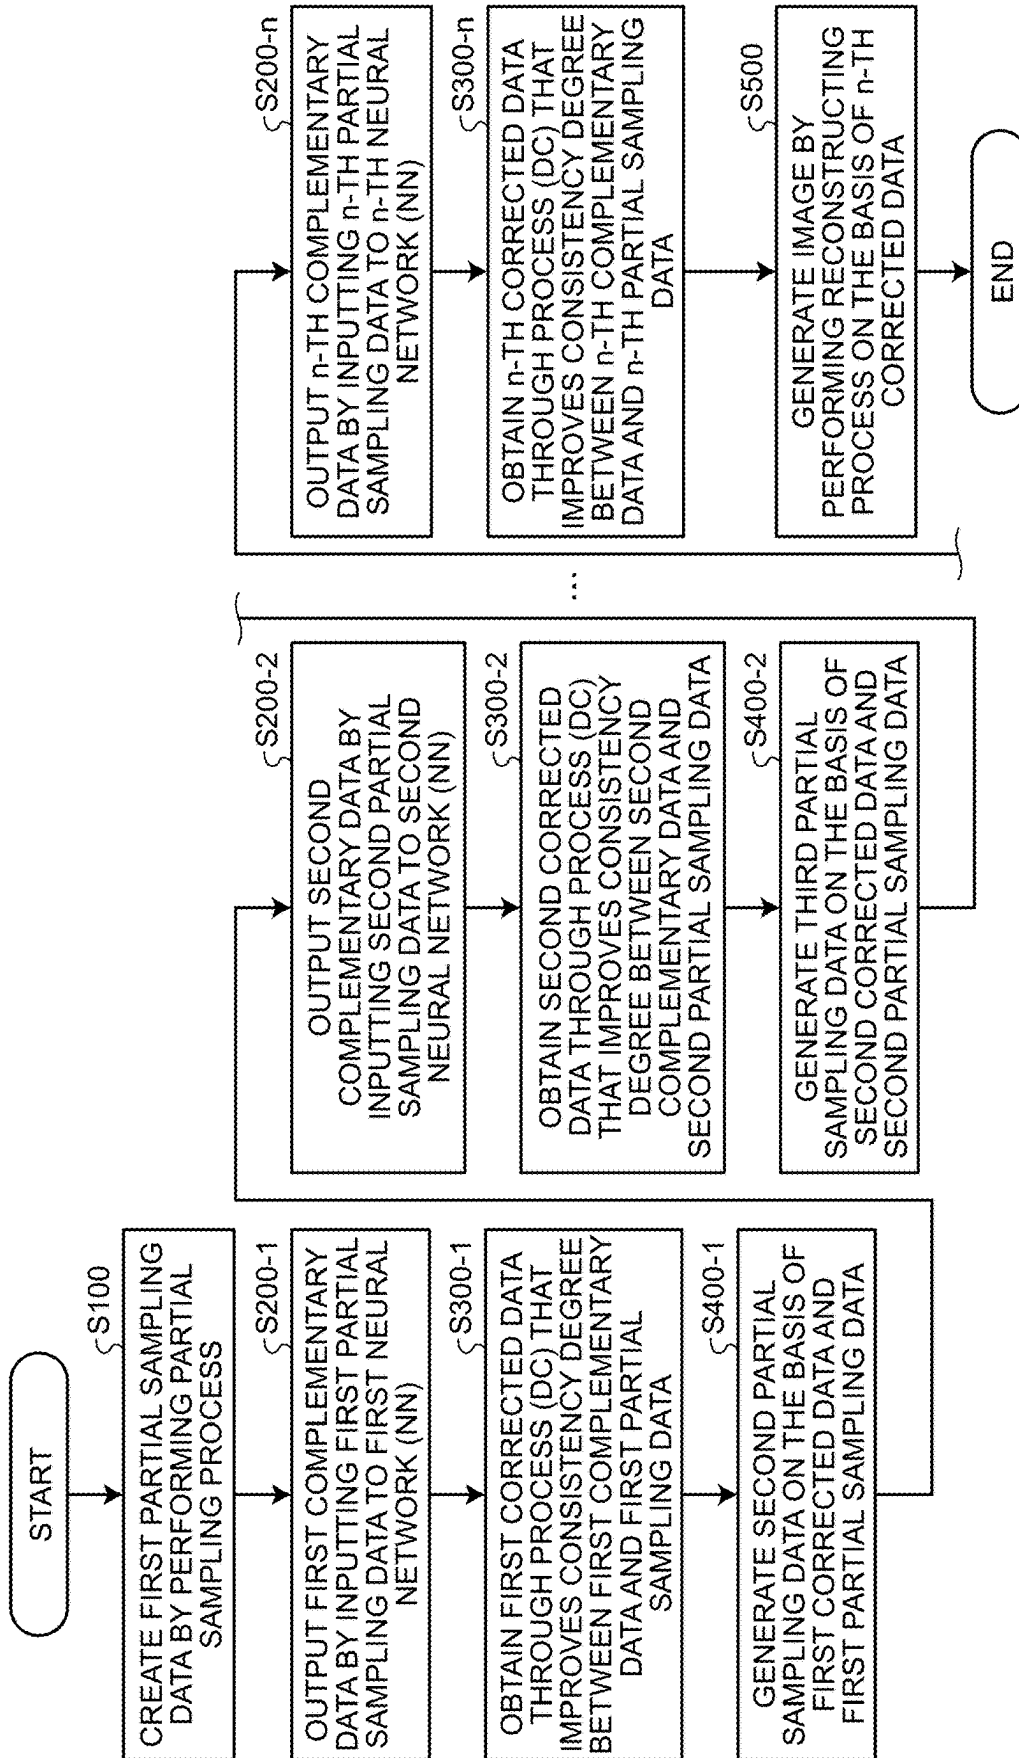 START
S100
CREATE FIRST PARTIAL SAMPLING
DATA BY PERFORMING PARTIAL
SAMPLING PROCESS
S200-1
OUTPUT FIRST COMPLEMENTARY
DATA BY INPUTTING FIRST PARTIAL
SAMPLING DATA TO FIRST NEURAL
NETWORK (NN)
S300-1
OBTAIN FIRST CORRECTED DATA
THROUGH PROCESS (DC) THAT
IMPROVES CONSISTENCY DEGREE
BETWEEN FIRST COMPLEMENTARY
DATA AND FIRST PARTIAL
SAMPLING DATA
S400-1
GENERATE SECOND PARTIAL
SAMPLING DATA ON THE BASIS OF
FIRST CORRECTED DATA AND
FIRST PARTIAL SAMPLING DATA
S200-2
OUTPUT SECOND
COMPLEMENTARY DATA BY
INPUTTING SECOND PARTIAL
SAMPLING DATA TO SECOND
NEURAL NETWORK (NN)
S300-2
OBTAIN SECOND CORRECTED
DATA THROUGH PROCESS (DC)
THAT IMPROVES CONSISTENCY
DEGREE BETWEEN SECOND
COMPLEMENTARY DATA AND
SECOND PARTIAL SAMPLING DATA
S400-2
GENERATE THIRD PARTIAL
SAMPLING DATA ON THE BASIS OF
SECOND CORRECTED DATA AND
SECOND PARTIAL SAMPLING DATA
...
S200-n
OUTPUT n-TH COMPLEMENTARY
DATA BY INPUTTING n-TH PARTIAL
SAMPLING DATA TO n-TH NEURAL
NETWORK (NN)
S300-n
OBTAIN n-TH CORRECTED DATA
THROUGH PROCESS (DC) THAT
IMPROVES CONSISTENCY DEGREE
BETWEEN n-TH COMPLEMENTARY
DATA AND n-TH PARTIAL SAMPLING
DATA
S500
GENERATE IMAGE BY
PERFORMING RECONSTRUCTING
PROCESS ON THE BASIS OF n-TH
CORRECTED DATA
END